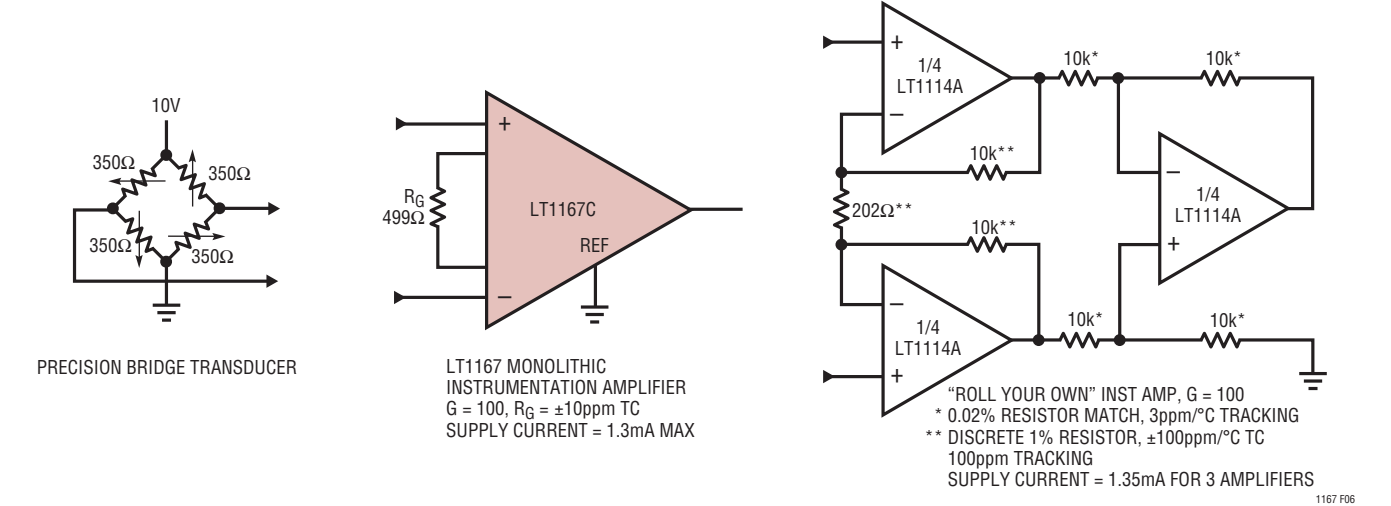 10V
350Ω
350Ω
350Ω
350Ω
PRECISION BRIDGE TRANSDUCER
+
R_G
499Ω
LT1167C
REF
–
LT1167 MONOLITHIC
INSTRUMENTATION AMPLIFIER
G = 100, R_G = ±10ppm TC
SUPPLY CURRENT = 1.3mA MAX
+
1/4
LT1114A
–
10k*
10k*
10k**
202Ω**
10k**
–
1/4
LT1114A
+
–
1/4
LT1114A
+
10k*
10k*
“ROLL YOUR OWN” INST AMP, G = 100
* 0.02% RESISTOR MATCH, 3ppm/°C TRACKING
** DISCRETE 1% RESISTOR, ±100ppm/°C TC
100ppm TRACKING
SUPPLY CURRENT = 1.35mA FOR 3 AMPLIFIERS
1167 F06